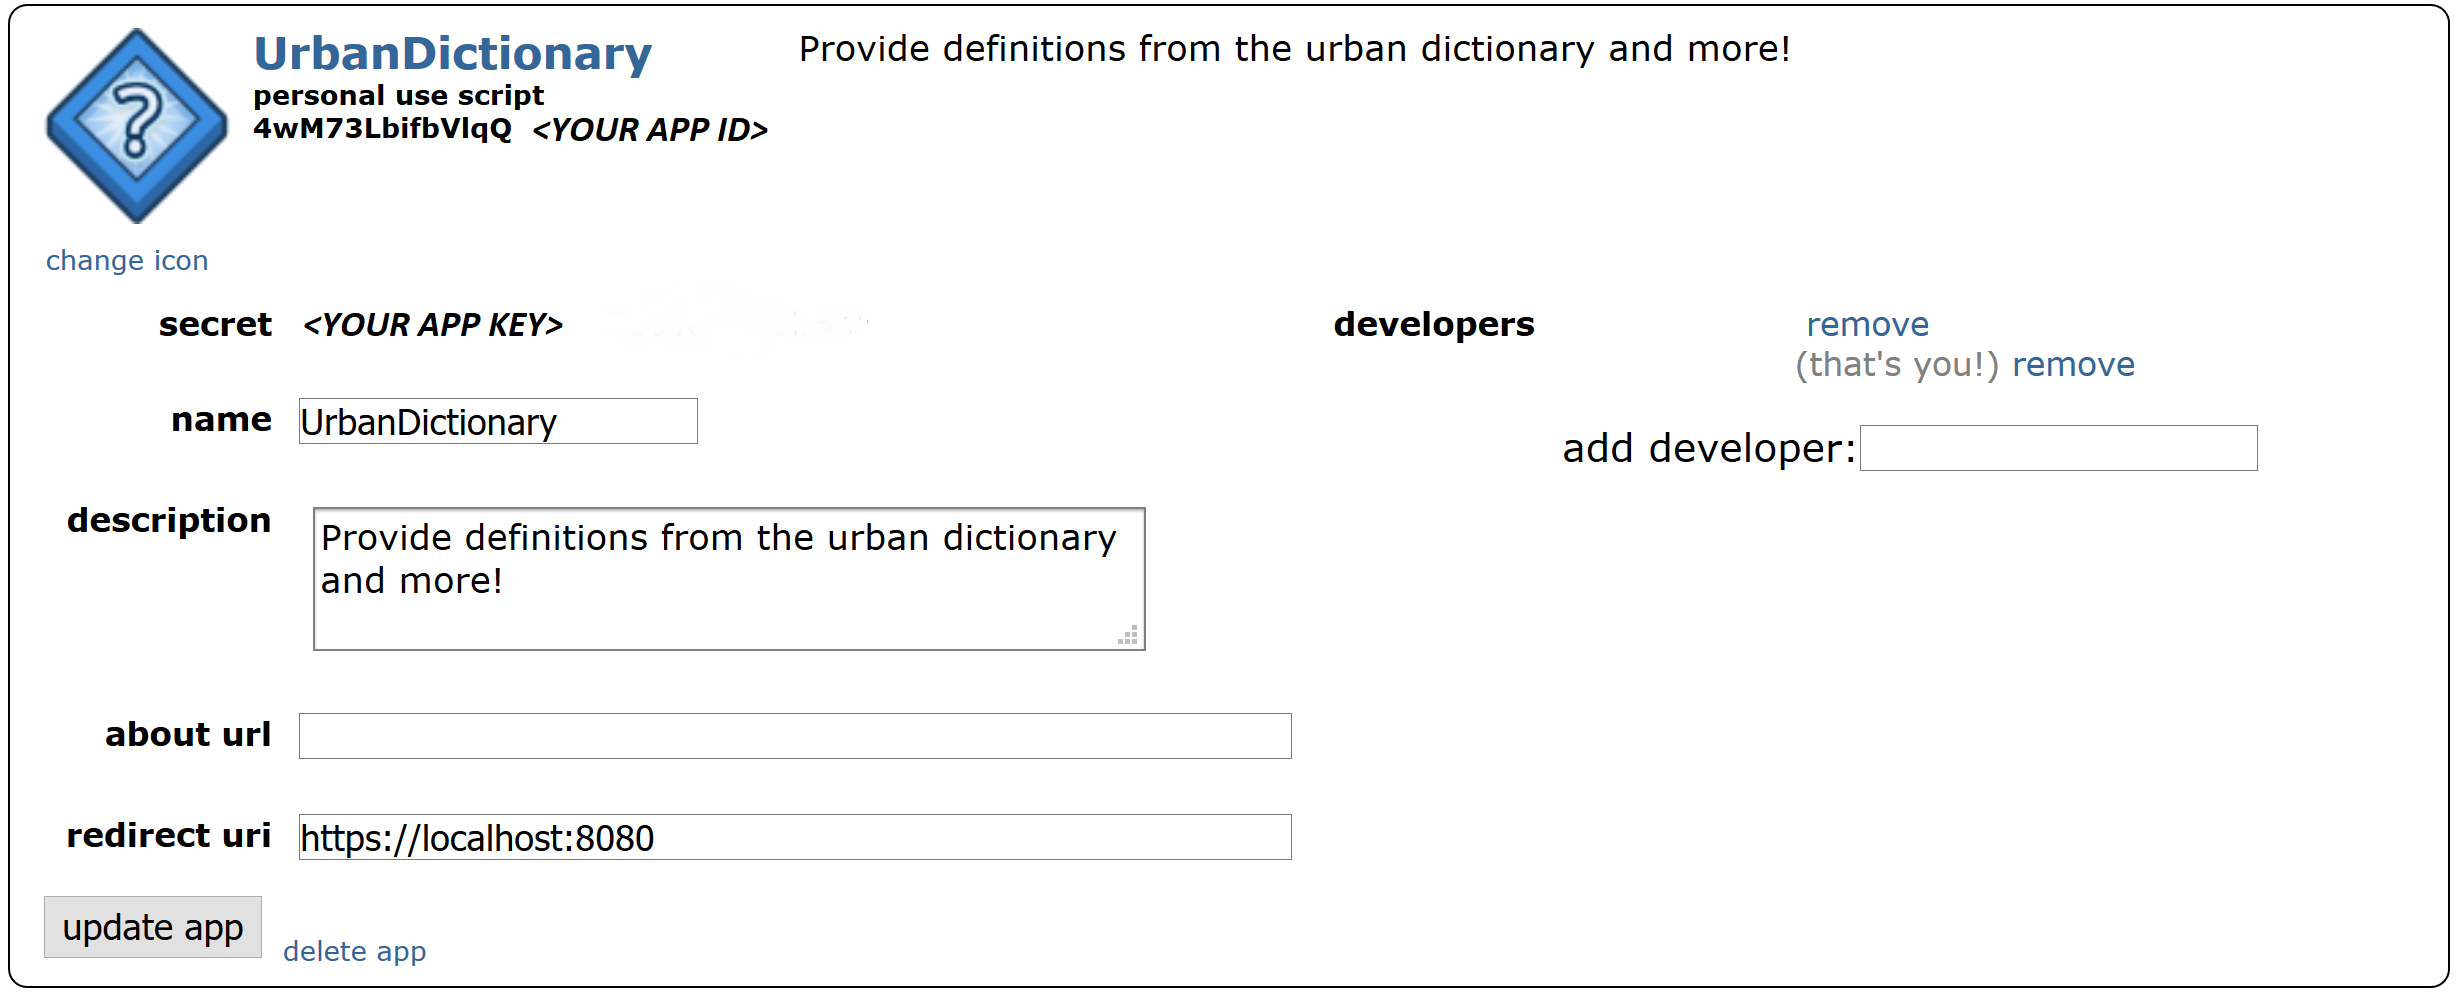 UrbanDictionary
Provide definitions from the urban dictionary and more!
personal use script
4wM73LbifbVlqQ <YOUR APP ID>
change icon
secret <YOUR APP KEY>
developers remove
(that's you!) remove
name UrbanDictionary
add developer:
description Provide definitions from the urban dictionary
and more!
about url
redirect uri https://localhost:8080
update app delete app